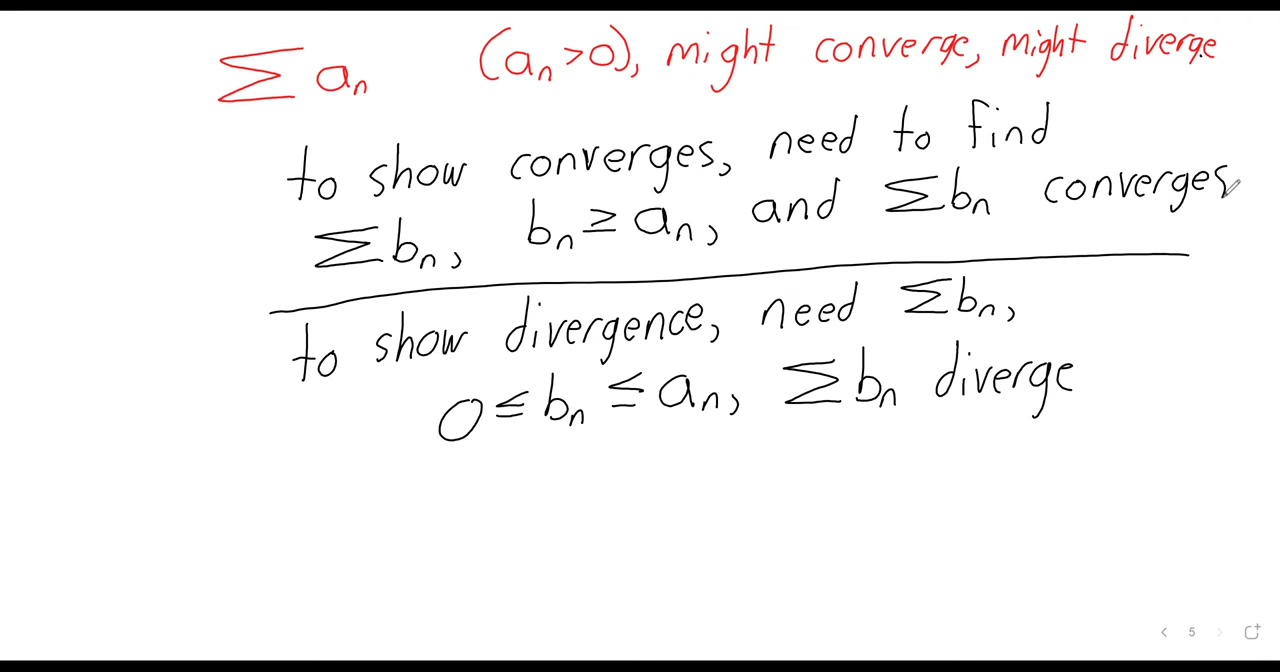 ∑ aₙ (aₙ > 0), might converge, might diverge
to show converges, need to find
∑ bₙ, bₙ ≥ aₙ, and ∑ bₙ converges
to show divergence, need ∑ bₙ,
0 ≤ bₙ ≤ aₙ, ∑ bₙ diverge
< 5 >